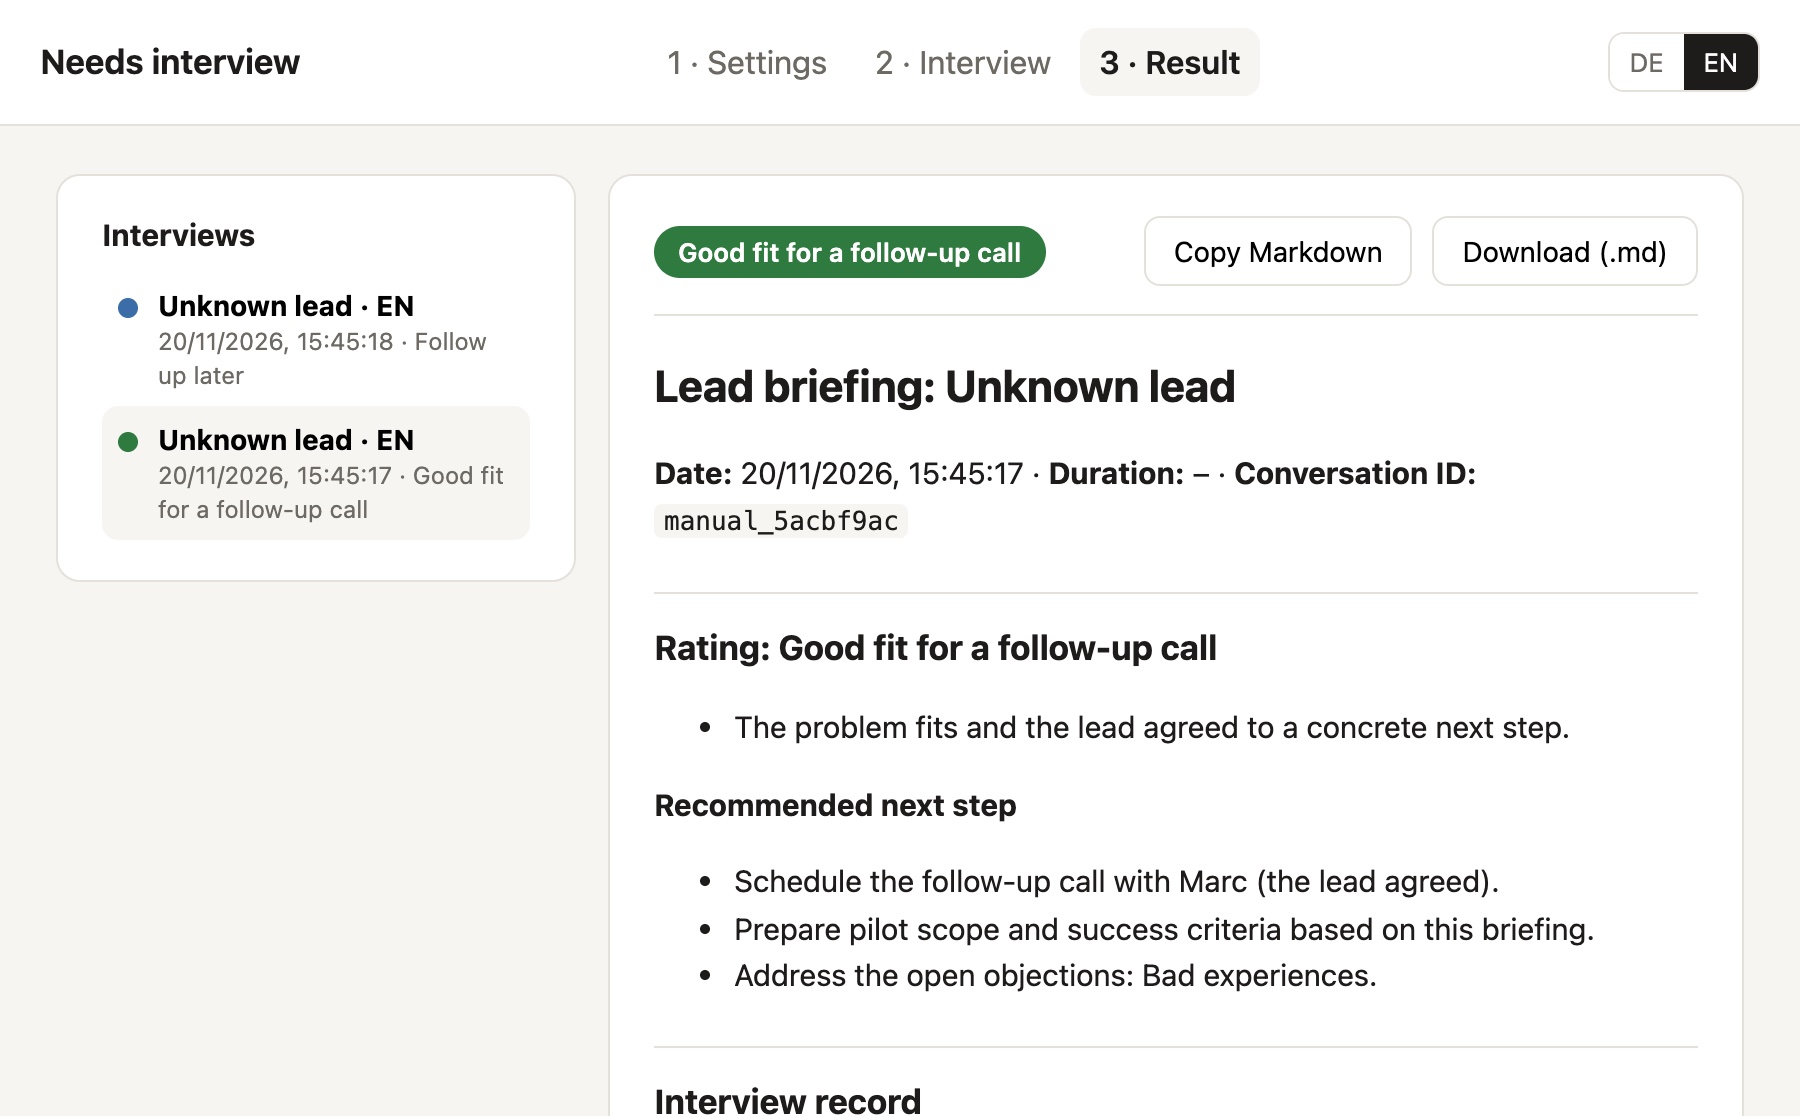 Needs interview
1 · Settings
2 · Interview
3 · Result
DE
EN
Interviews
Unknown lead · EN
20/11/2026, 15:45:18 · Follow
up later
Unknown lead · EN
20/11/2026, 15:45:17 · Good fit
for a follow-up call
Good fit for a follow-up call
Copy Markdown
Download (.md)
Lead briefing: Unknown lead
Date: 20/11/2026, 15:45:17 · Duration: – · Conversation ID:
manual_5acbf9ac
Rating: Good fit for a follow-up call
• The problem fits and the lead agreed to a concrete next step.
Recommended next step
• Schedule the follow-up call with Marc (the lead agreed).
• Prepare pilot scope and success criteria based on this briefing.
• Address the open objections: Bad experiences.
Interview record